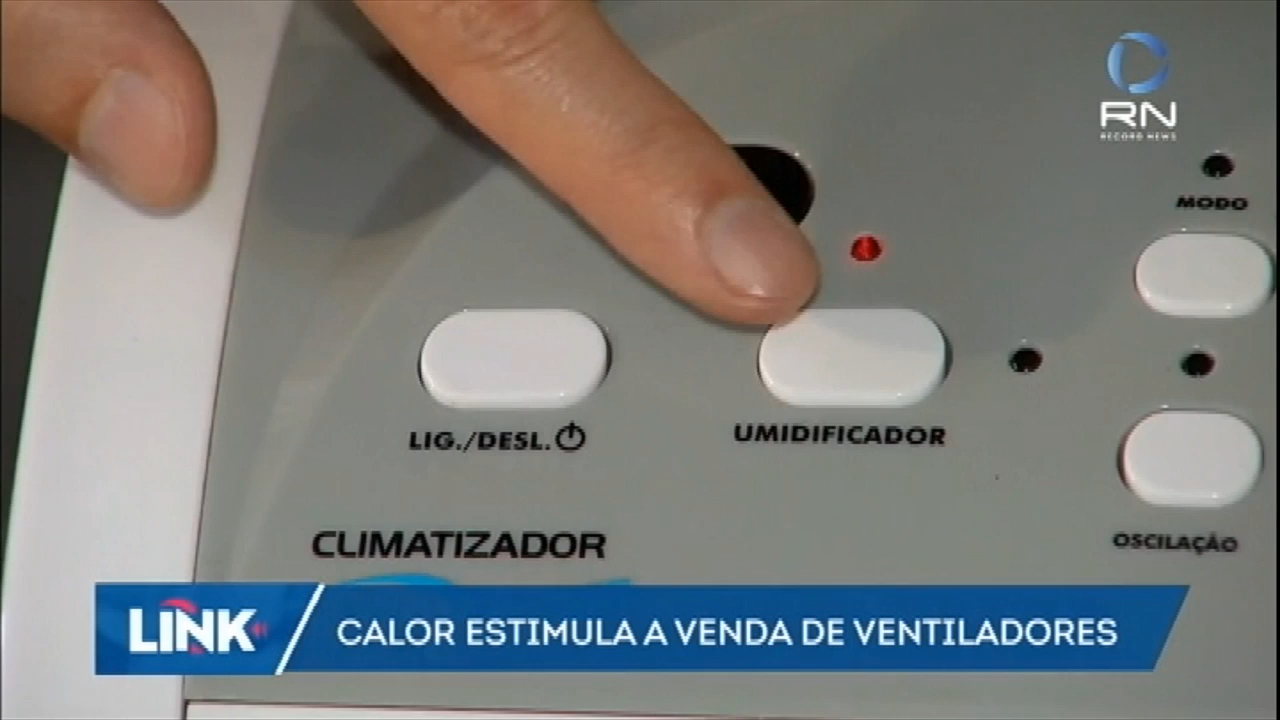 RN
RECORD NEWS
MODO
LIG./DESL.
UMIDIFICADOR
OSCILAÇÃO
CLIMATIZADOR
LINK
CALOR ESTIMULA A VENDA DE VENTILADORES